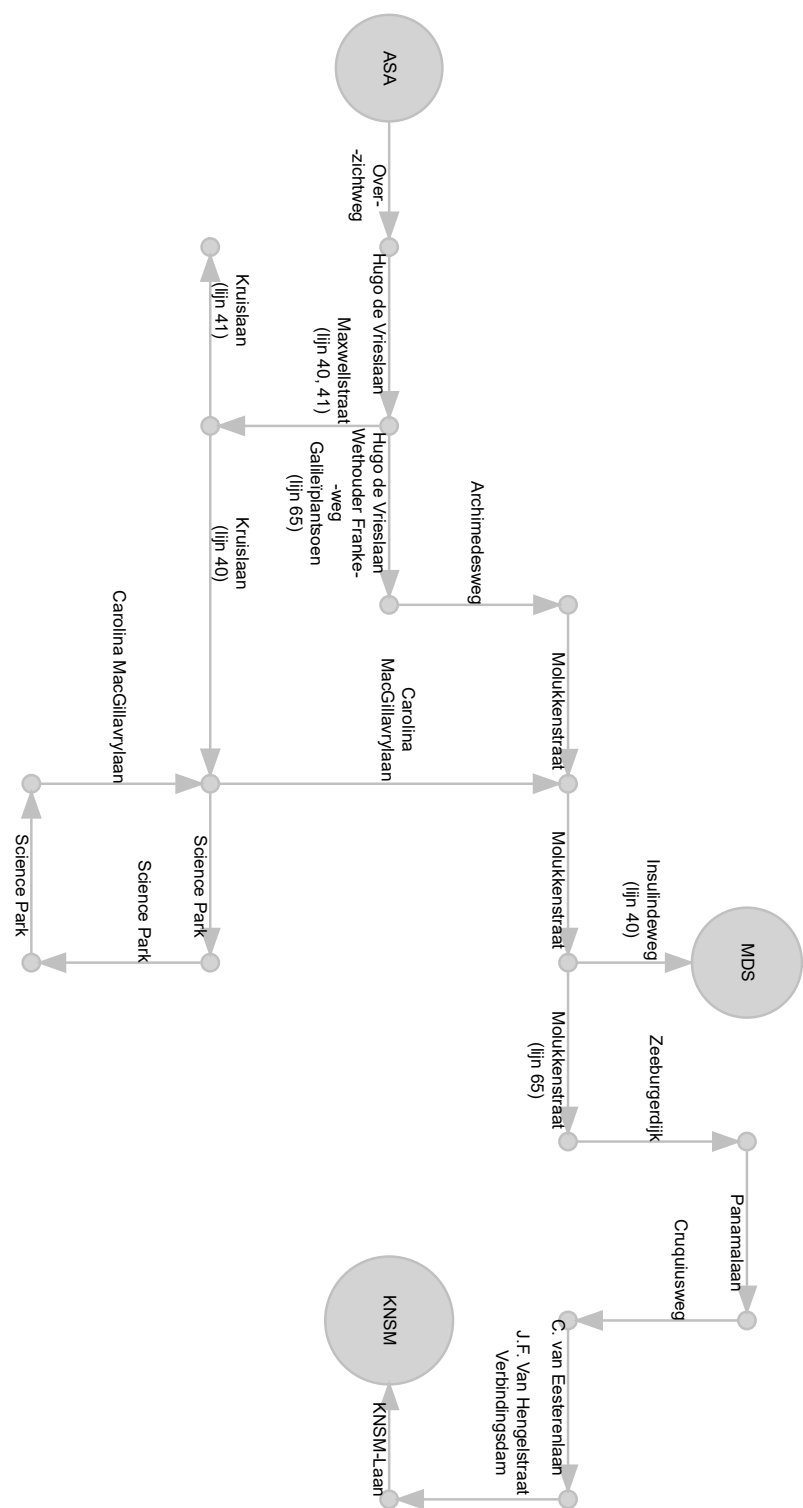 ASA
Over-
-zichtweg
Hugo de Vrieslaan
Maxwellstraat
(lijn 40, 41)
Kruislaan
(lijn 41)
Hugo de Vrieslaan
Wethouder Franke-
-weg
Galileïplantsoen
(lijn 65)
Kruislaan
(lijn 40)
Archimedesweg
Molukkenstraat
Carolina
MacGillavrylaan
Carolina MacGillavrylaan
Science Park
Science Park
Science Park
Molukkenstraat
Insulindeweg
(lijn 40)
MDS
Molukkenstraat
(lijn 65)
Zeeburgerdijk
Panamalaan
Cruquiusweg
C. van Eesterenlaan
J.F. Van Hengelstraat
Verbindingsdam
KNSM-Laan
KNSM